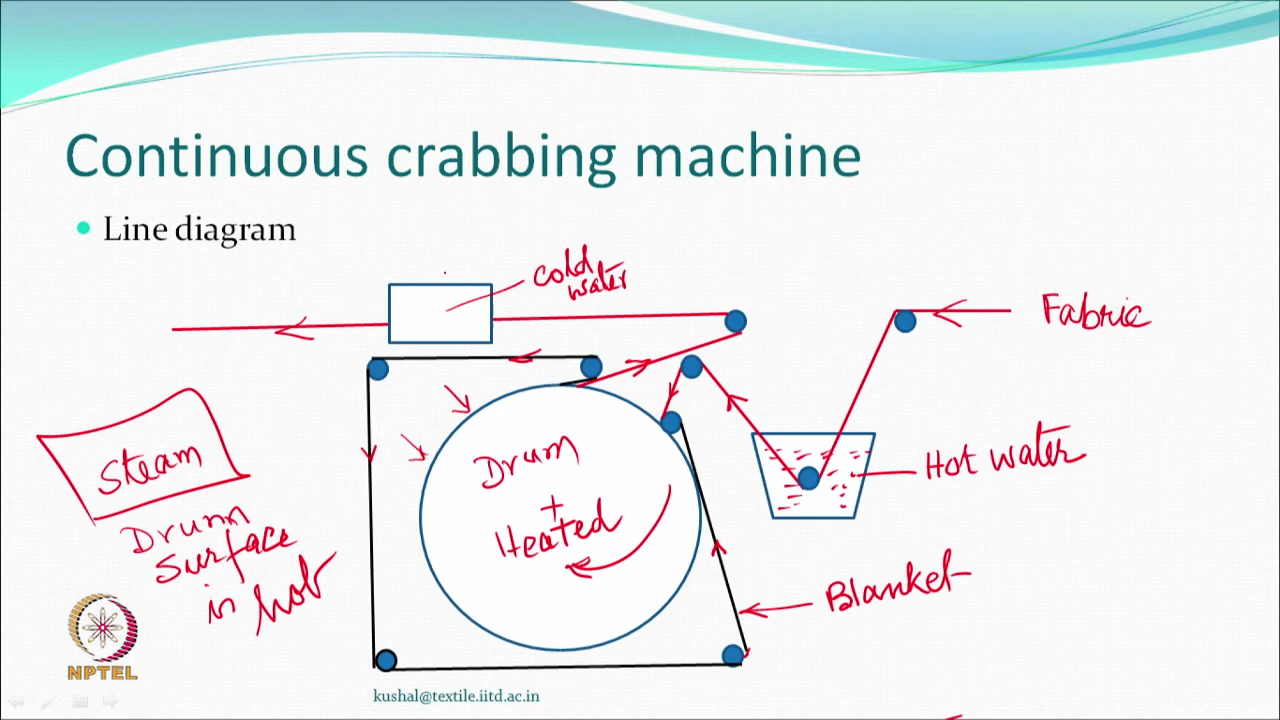 Continuous crabbing machine
Line diagram
Cold
water
Fabric
Hot water
Steam
Drum
+
Heated
Drum
Surface
in hot
Blanket
NPTEL
kushal@textile.iitd.ac.in